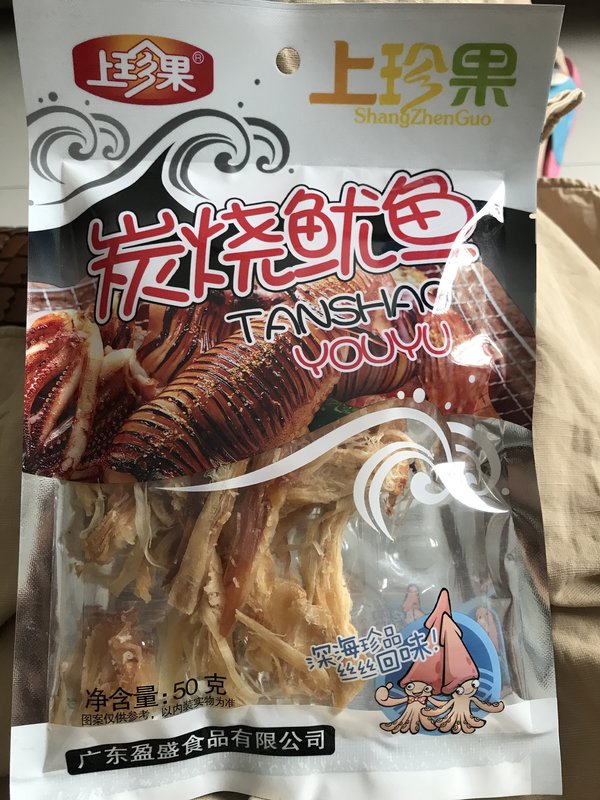 上珍果®
上珍果
ShangZhenGuo
炭烧鱿鱼
TANSHAO
YOUYU
深海珍品
丝丝回味!
净含量:50克
图案仅供参考,以内装实物为准
广东盈盛食品有限公司